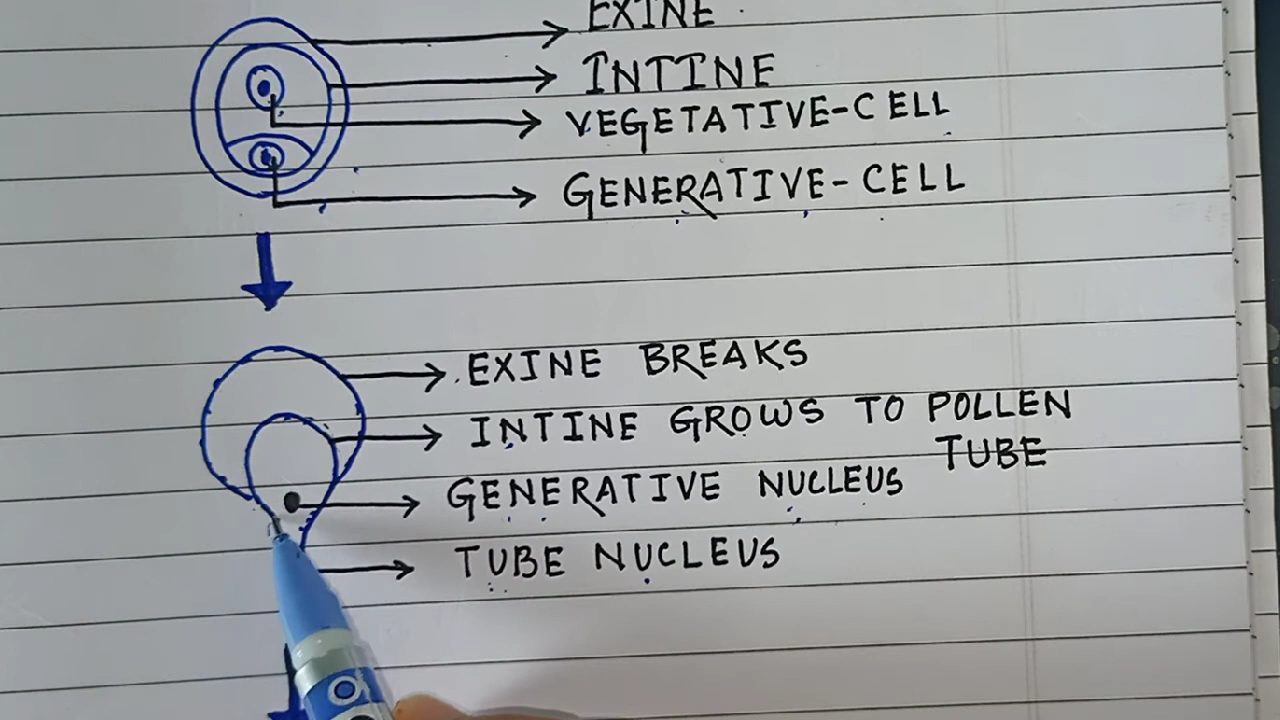 EXINE
INTINE
VEGETATIVE-CELL
GENERATIVE-CELL
EXINE BREAKS
INTINE GROWS TO POLLEN
TUBE
GENERATIVE NUCLEUS
TUBE NUCLEUS